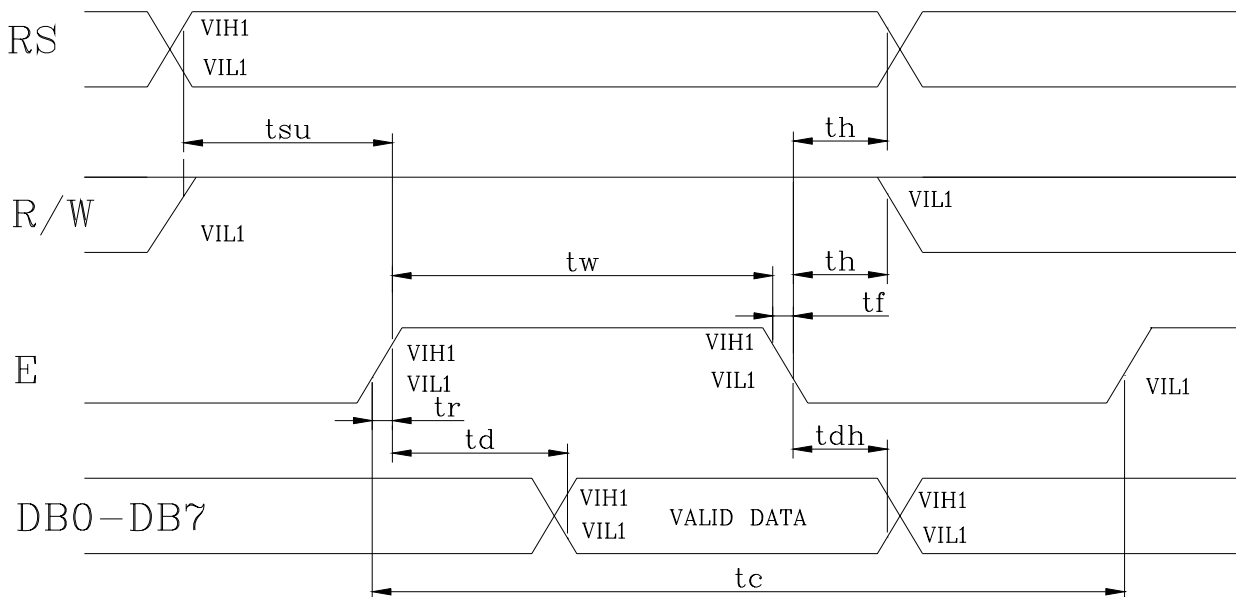 RS
VIH1
VIL1
tsu
th
R/W
VIL1
VIL1
tw
th
tf
E
VIH1
VIL1
VIH1
VIL1
VIL1
tr
td
tdh
DB0-DB7
VIH1
VIL1
VALID DATA
VIH1
VIL1
tc